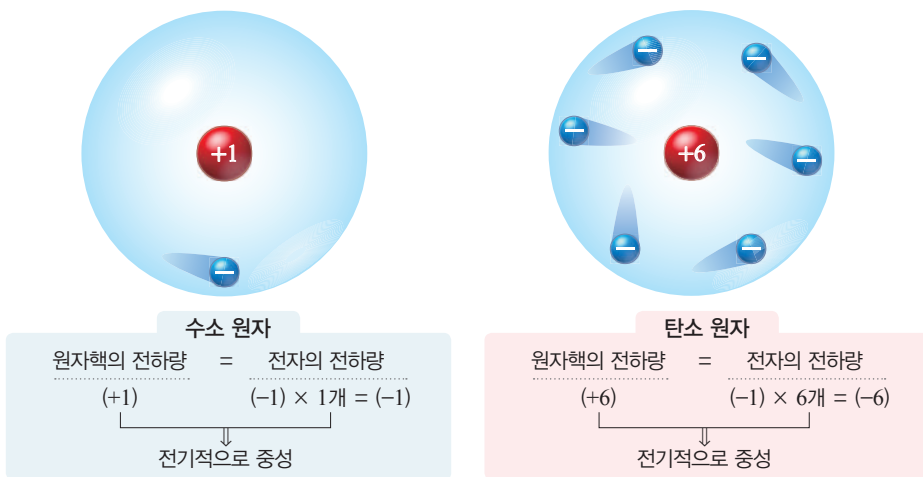 +1
−
+6
−
−
−
−
−
−
수소 원자
원자핵의 전하량 = 전자의 전하량
(+1) (−1) × 1개 = (−1)
전기적으로 중성
탄소 원자
원자핵의 전하량 = 전자의 전하량
(+6) (−1) × 6개 = (−6)
전기적으로 중성